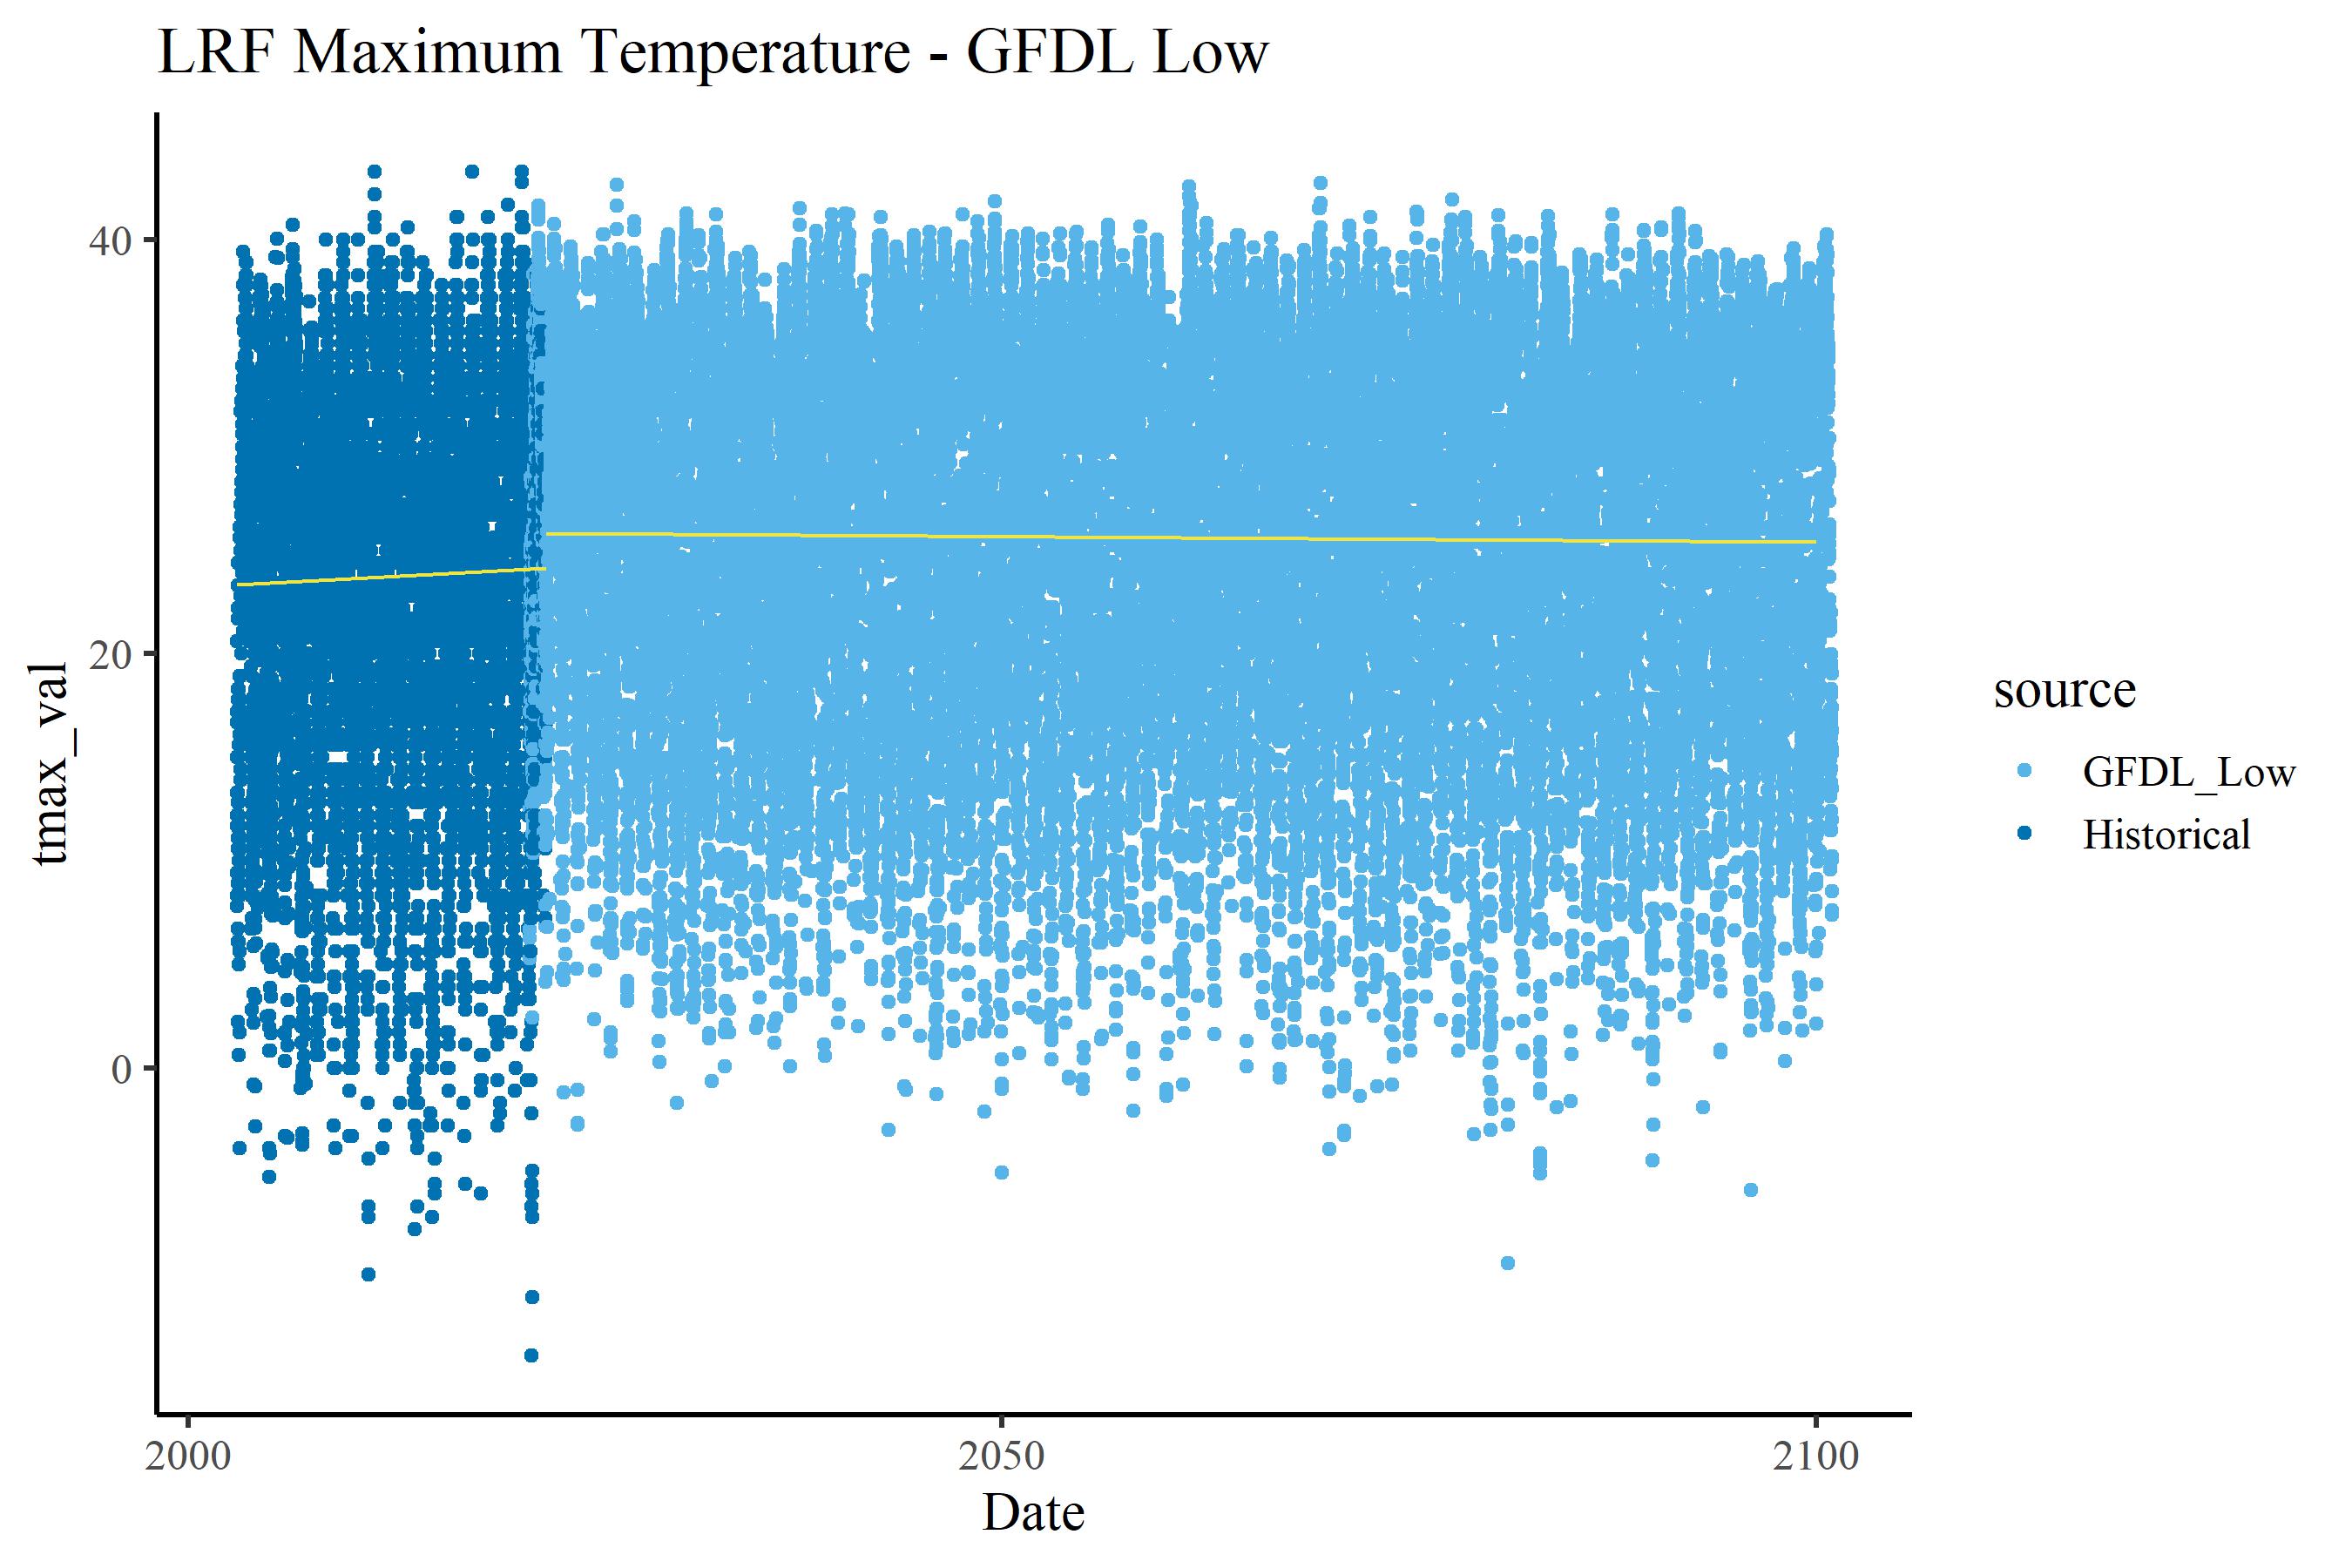 LRF Maximum Temperature - GFDL Low
tmax_val
40
20
0
2000
2050
2100
Date
source
GFDL_Low
Historical